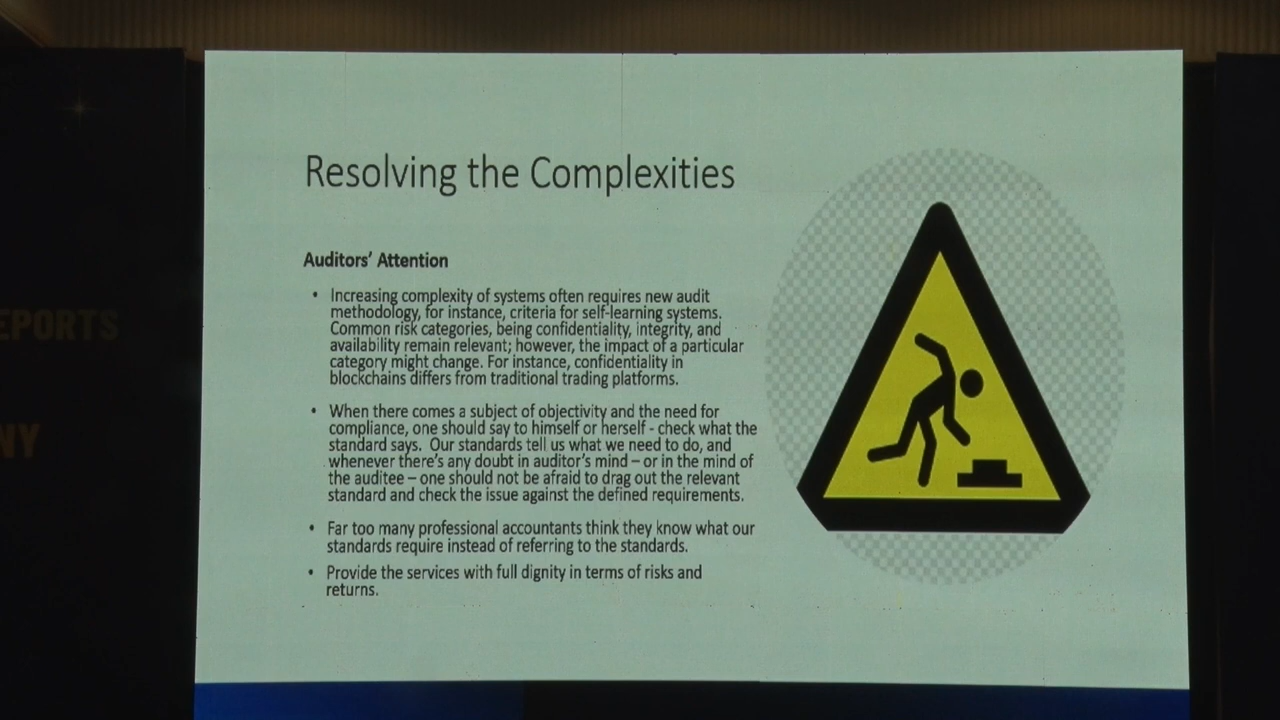 Resolving the Complexities
Auditors' Attention
• Increasing complexity of systems often requires new audit
methodology, for instance, criteria for self-learning systems.
Common risk categories, being confidentiality, integrity, and
availability remain relevant; however, the impact of a particular
category might change. For instance, confidentiality in
blockchains differs from traditional trading platforms.
• When there comes a subject of objectivity and the need for
compliance, one should say to himself or herself - check what the
standard says. Our standards tell us what we need to do, and
whenever there's any doubt in auditor's mind – or in the mind of
the auditee – one should not be afraid to drag out the relevant
standard and check the issue against the defined requirements.
• Far too many professional accountants think they know what our
standards require instead of referring to the standards.
• Provide the services with full dignity in terms of risks and
returns.
EPORTS
NY